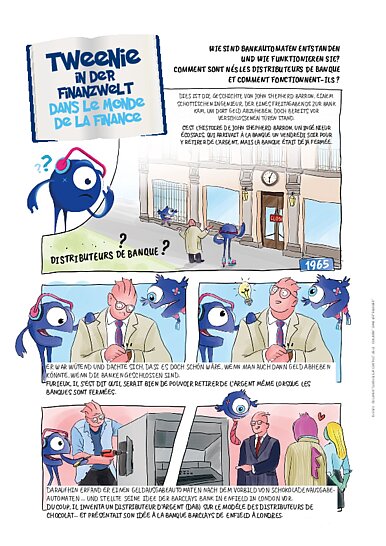 TWEENIE
IN DER
FINANZWELT
DANS LE MONDE
DE LA FINANCE
WIE SIND BANKAUTOMATEN ENTSTANDEN
UND WIE FUNKTIONIEREN SIE?
COMMENT SONT NÉS LES DISTRIBUTEURS DE BANQUE
ET COMMENT FONCTIONNENT-ILS ?
DIES IST DIE GESCHICHTE VON JOHN SHEPHERD BARRON, EINEM
SCHOTTISCHEN INGENIEUR, DER EINES FREITAGABENDS ZUR BANK
KAM, UM DORT GELD ABZUHEBEN, DOCH BEREITS VOR
VERSCHLOSSENEN TÜREN STAND.
C'EST L'HISTOIRE DE JOHN SHEPHERD BARRON, UN INGÉNIEUR
ÉCOSSAIS, QUI ARRIVAIT À LA BANQUE UN VENDREDI SOIR POUR
Y RETIRER DE L'ARGENT, MAIS LA BANQUE ÉTAIT DÉJÀ FERMÉE.
??
?
DISTRIBUTEURS DE BANQUE ?
1965
ER WAR WÜTEND UND DACHTE SICH, DASS ES DOCH SCHÖN WÄRE, WENN MAN AUCH DANN GELD ABHEBEN
KÖNNTE, WENN DIE BANKEN GESCHLOSSEN SIND.
FURIEUX, IL S'EST DIT QU'IL SERAIT BIEN DE POUVOIR RETIRER DE L'ARGENT MÊME LORSQUE LES
BANQUES SONT FERMÉES.
DARAUFHIN ERFAND ER EINEN GELDAUSGABEAUTOMATEN NACH DEM VORBILD VON SCHOKOLADENAUSGABE-
AUTOMATEN... UND STELLTE SEINE IDEE DER BARCLAYS BANK IN ENFIELD IN LONDON VOR.
DU COUP, IL INVENTA UN DISTRIBUTEUR D'ARGENT (DAB) SUR LE MODÈLE DES DISTRIBUTEURS DE
CHOCOLAT... ET PRÉSENTAIT SON IDÉE À LA BANQUE BARCLAYS DE ENFIELD À LONDRES.